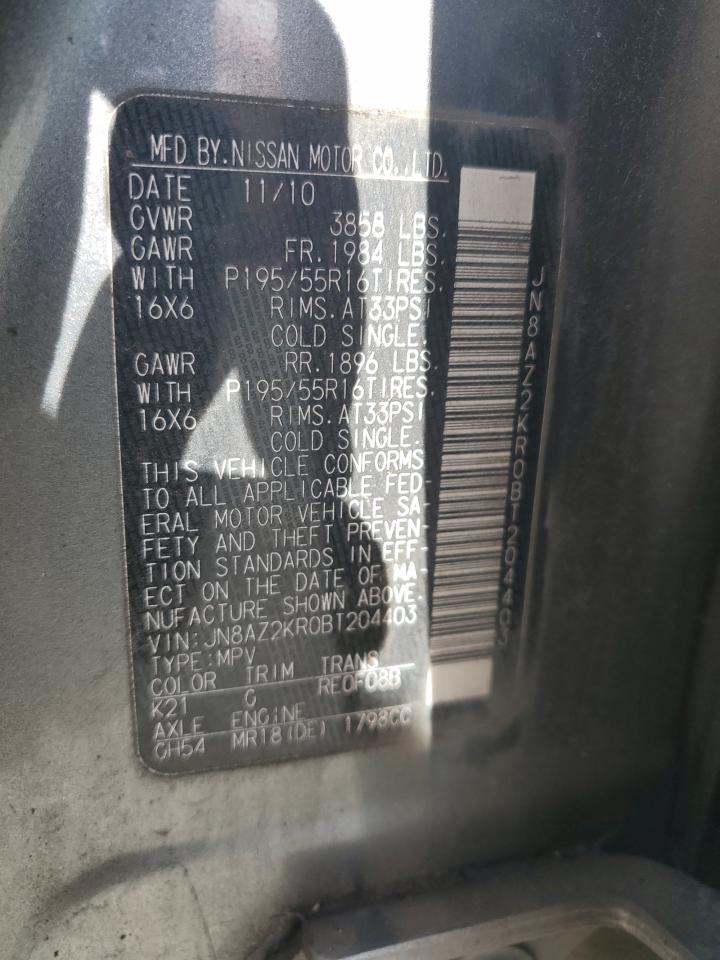 MFD BY. NISSAN MOTOR CO., LTD.
DATE 11/10
GVWR 3858 LBS.
GAWR FR. 1984 LBS.
WITH P195/55R16TIRES.
16X6 RIMS. AT33PSI
COLD SINGLE.
GAWR RR. 1896 LBS.
WITH P195/55R16TIRES.
16X6 RIMS. AT33PSI
COLD SINGLE.
THIS VEHICLE CONFORMS
TO ALL APPLICABLE FED-
ERAL MOTOR VEHICLE SA-
FETY AND THEFT PREVEN-
TION STANDARDS IN EFF-
ECT ON THE DATE OF MA-
NUFACTURE SHOWN ABOVE.
VIN: JN8AZ2KR0BT204403
TYPE: MPV
COLOR TRIM TRANS
K21 G RE0F08B
AXLE ENGINE
GH54 MR18(DE) 1798CC
JN8AZ2KR0BT204403